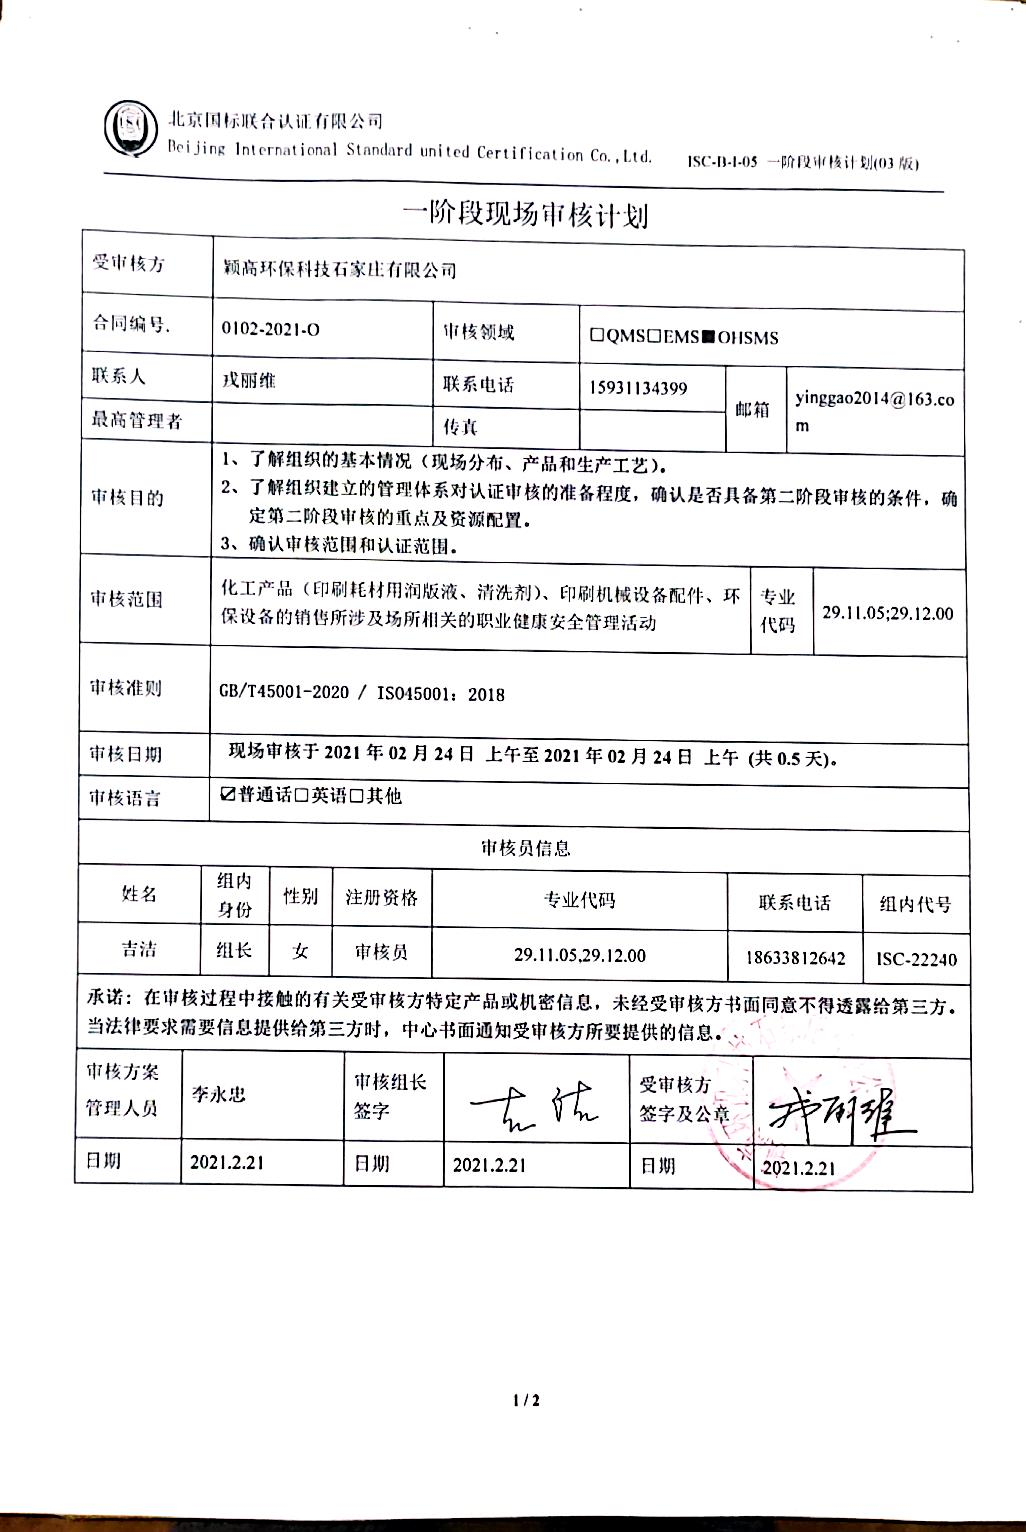 北京国标联合认证有限公司
Beijing International Standard united Certification Co.,Ltd.
ISC-B-I-05 一阶段审核计划(03版)
一阶段现场审核计划
受审核方 颖高环保科技石家庄有限公司
合同编号. 0102-2021-O 审核领域 □QMS□EMS■OHSMS
联系人 戎丽维 联系电话 15931134399 邮箱 yinggao2014@163.co
m
最高管理者 传真
审核目的
1、了解组织的基本情况（现场分布、产品和生产工艺）。
2、了解组织建立的管理体系对认证审核的准备程度，确认是否具备第二阶段审核的条件，确
定第二阶段审核的重点及资源配置。
3、确认审核范围和认证范围。
审核范围
化工产品（印刷耗材用润版液、清洗剂）、印刷机械设备配件、环
保设备的销售所涉及场所相关的职业健康安全管理活动
专业
代码
29.11.05;29.12.00
审核准则 GB/T45001-2020 / ISO45001：2018
审核日期 现场审核于 2021 年 02 月 24 日 上午至 2021 年 02 月 24 日 上午 (共 0.5 天)。
审核语言 ☑普通话□英语□其他
审核员信息
姓名 组内
身份 性别 注册资格 专业代码 联系电话 组内代号
吉洁 组长 女 审核员 29.11.05,29.12.00 18633812642 ISC-22240
承诺：在审核过程中接触的有关受审核方特定产品或机密信息，未经受审核方书面同意不得透露给第三方。
当法律要求需要信息提供给第三方时，中心书面通知受审核方所要提供的信息。
审核方案
管理人员
李永忠
审核组长
签字
吉洁
受审核方
签字及公章
戎丽维
日期 2021.2.21 日期 2021.2.21 日期 2021.2.21
1 / 2